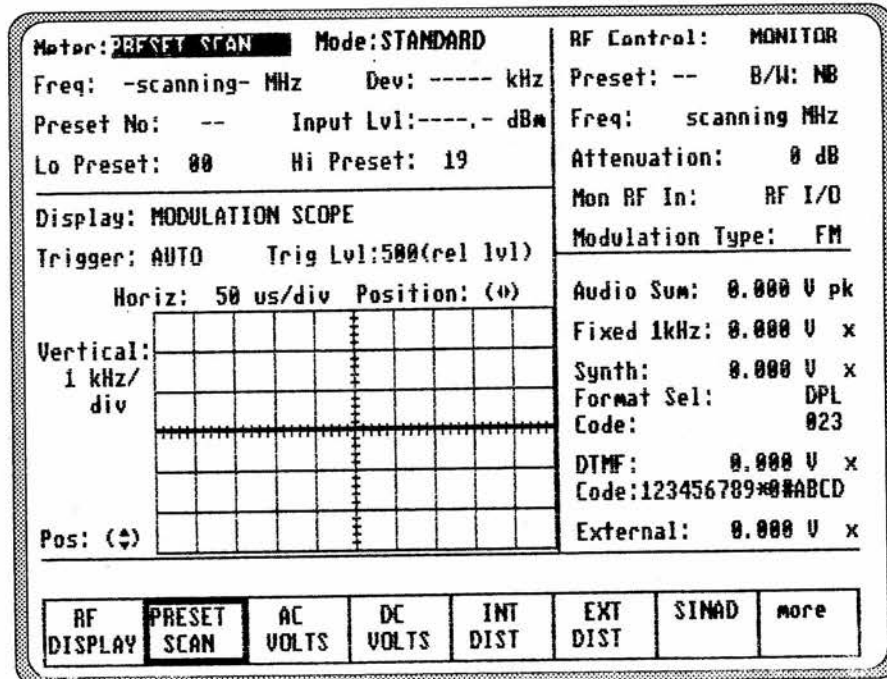 Meter:PRESET SCAN Mode:STANDARD
Freq: -scanning- MHz Dev: ----- kHz
Preset No: -- Input Lvl:----.- dBm
Lo Preset: 00 Hi Preset: 19
Display: MODULATION SCOPE
Trigger: AUTO Trig Lvl:500(rel lvl)
Horiz: 50 us/div Position: (↔)
Vertical:
1 kHz/
div
Pos: (↕)
RF Control: MONITOR
Preset: -- B/W: NB
Freq: scanning MHz
Attenuation: 0 dB
Mon RF In: RF I/O
Modulation Type: FM
Audio Sum: 0.000 V pk
Fixed 1kHz: 0.000 V x
Synth: 0.000 V x
Format Sel: DPL
Code: 023
DTMF: 0.000 V x
Code:123456789*0#ABCD
External: 0.000 V x
RF
DISPLAY
PRESET
SCAN
AC
VOLTS
DC
VOLTS
INT
DIST
EXT
DIST
SINAD
more